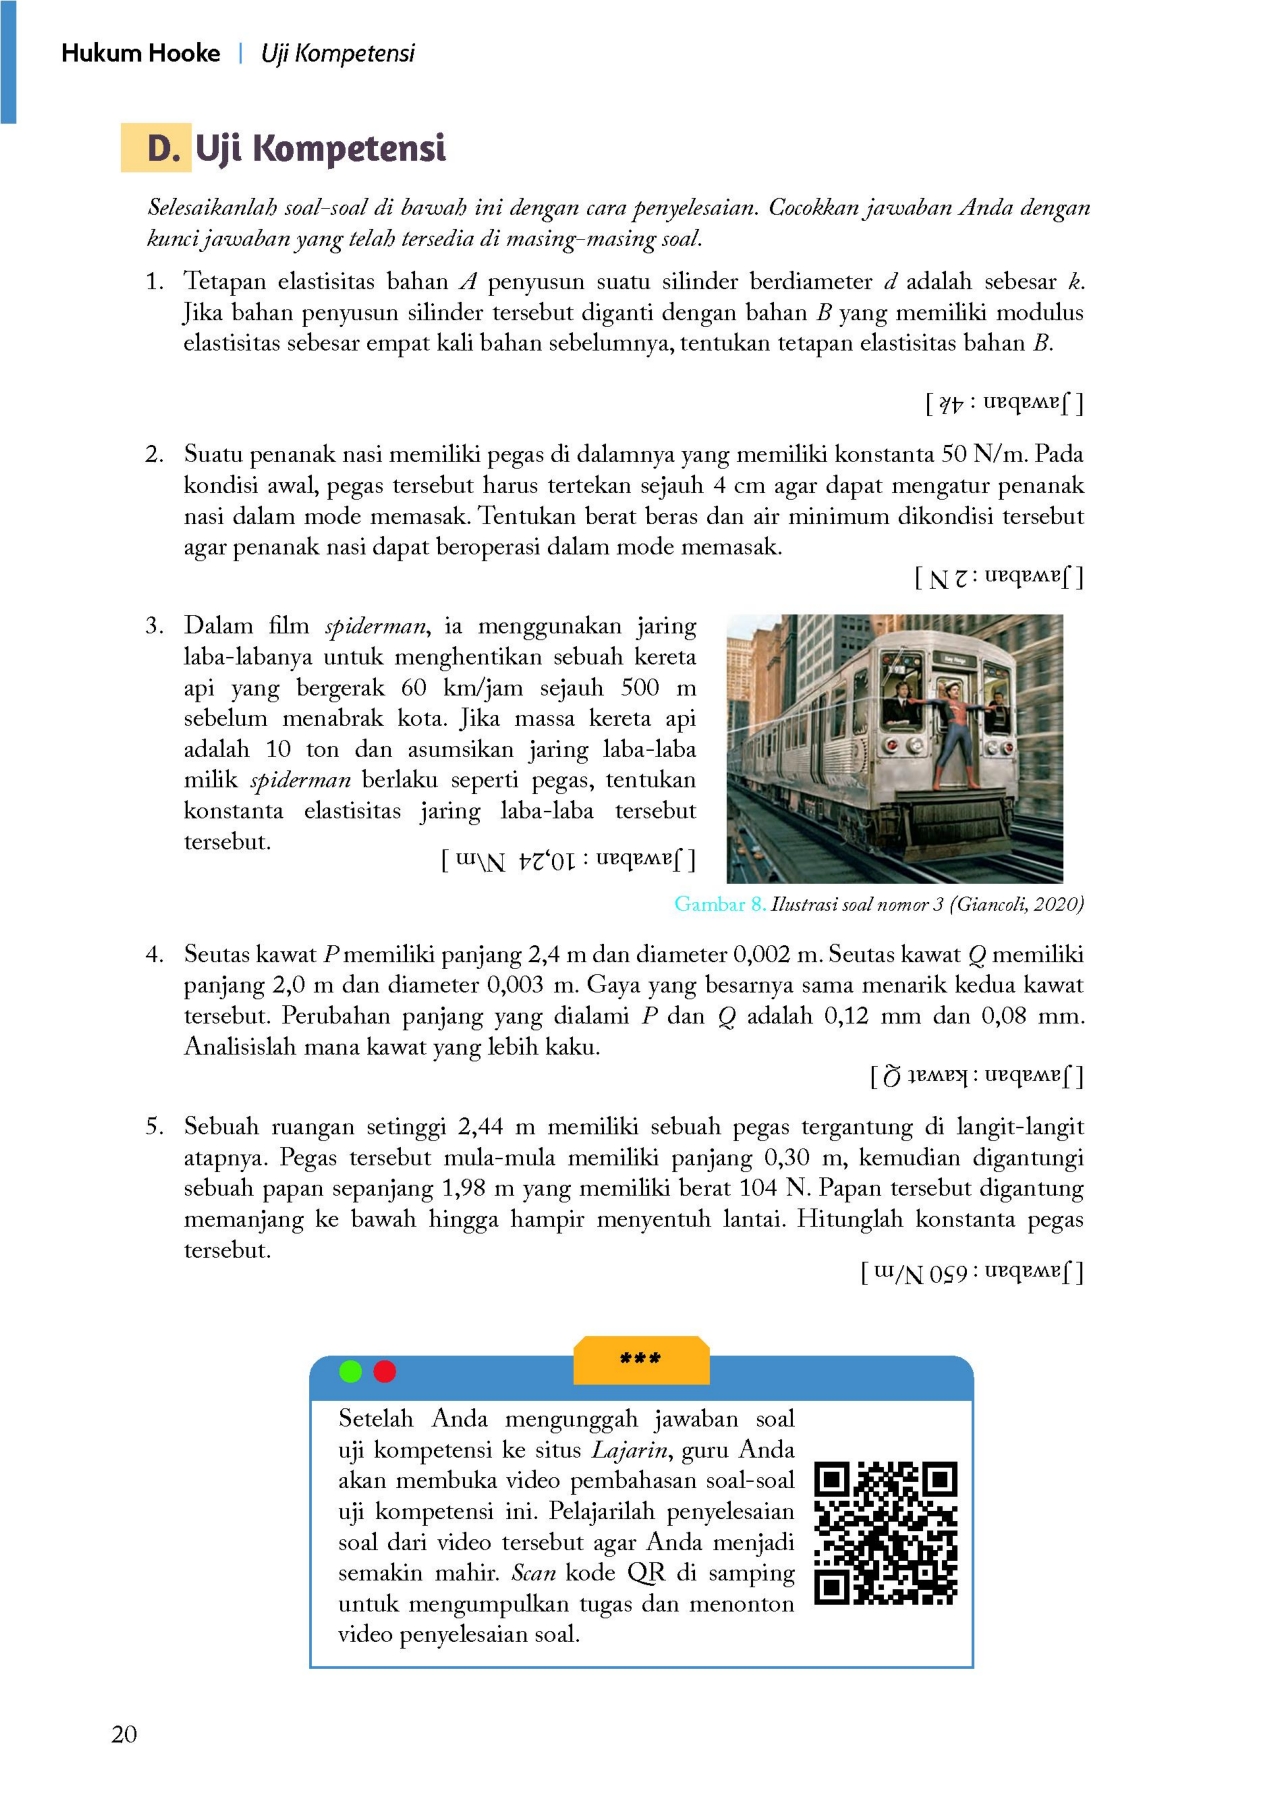 Hukum Hooke | Uji Kompetensi
D. Uji Kompetensi
Selesaikanlah soal-soal di bawah ini dengan cara penyelesaian. Cocokkan jawaban Anda dengan
kunci jawaban yang telah tersedia di masing-masing soal.
1. Tetapan elastisitas bahan A penyusun suatu silinder berdiameter d adalah sebesar k.
Jika bahan penyusun silinder tersebut diganti dengan bahan B yang memiliki modulus
elastisitas sebesar empat kali bahan sebelumnya, tentukan tetapan elastisitas bahan B.
[ Jawaban : 4k ]
2. Suatu penanak nasi memiliki pegas di dalamnya yang memiliki konstanta 50 N/m. Pada
kondisi awal, pegas tersebut harus tertekan sejauh 4 cm agar dapat mengatur penanak
nasi dalam mode memasak. Tentukan berat beras dan air minimum dikondisi tersebut
agar penanak nasi dapat beroperasi dalam mode memasak.
[ Jawaban : 2 N ]
3. Dalam film spiderman, ia menggunakan jaring
laba-labanya untuk menghentikan sebuah kereta
api yang bergerak 60 km/jam sejauh 500 m
sebelum menabrak kota. Jika massa kereta api
adalah 10 ton dan asumsikan jaring laba-laba
milik spiderman berlaku seperti pegas, tentukan
konstanta elastisitas jaring laba-laba tersebut
tersebut.
[ Jawaban : 10,24 N\m ]
Gambar 8. Ilustrasi soal nomor 3 (Giancoli, 2020)
4. Seutas kawat P memiliki panjang 2,4 m dan diameter 0,002 m. Seutas kawat Q memiliki
panjang 2,0 m dan diameter 0,003 m. Gaya yang besarnya sama menarik kedua kawat
tersebut. Perubahan panjang yang dialami P dan Q adalah 0,12 mm dan 0,08 mm.
Analisislah mana kawat yang lebih kaku.
[ Jawaban : kawat Q ]
5. Sebuah ruangan setinggi 2,44 m memiliki sebuah pegas tergantung di langit-langit
atapnya. Pegas tersebut mula-mula memiliki panjang 0,30 m, kemudian digantungi
sebuah papan sepanjang 1,98 m yang memiliki berat 104 N. Papan tersebut digantung
memanjang ke bawah hingga hampir menyentuh lantai. Hitunglah konstanta pegas
tersebut.
[ Jawaban : 650 N/m ]
***
Setelah Anda mengunggah jawaban soal
uji kompetensi ke situs Lajarin, guru Anda
akan membuka video pembahasan soal-soal
uji kompetensi ini. Pelajarilah penyelesaian
soal dari video tersebut agar Anda menjadi
semakin mahir. Scan kode QR di samping
untuk mengumpulkan tugas dan menonton
video penyelesaian soal.
20